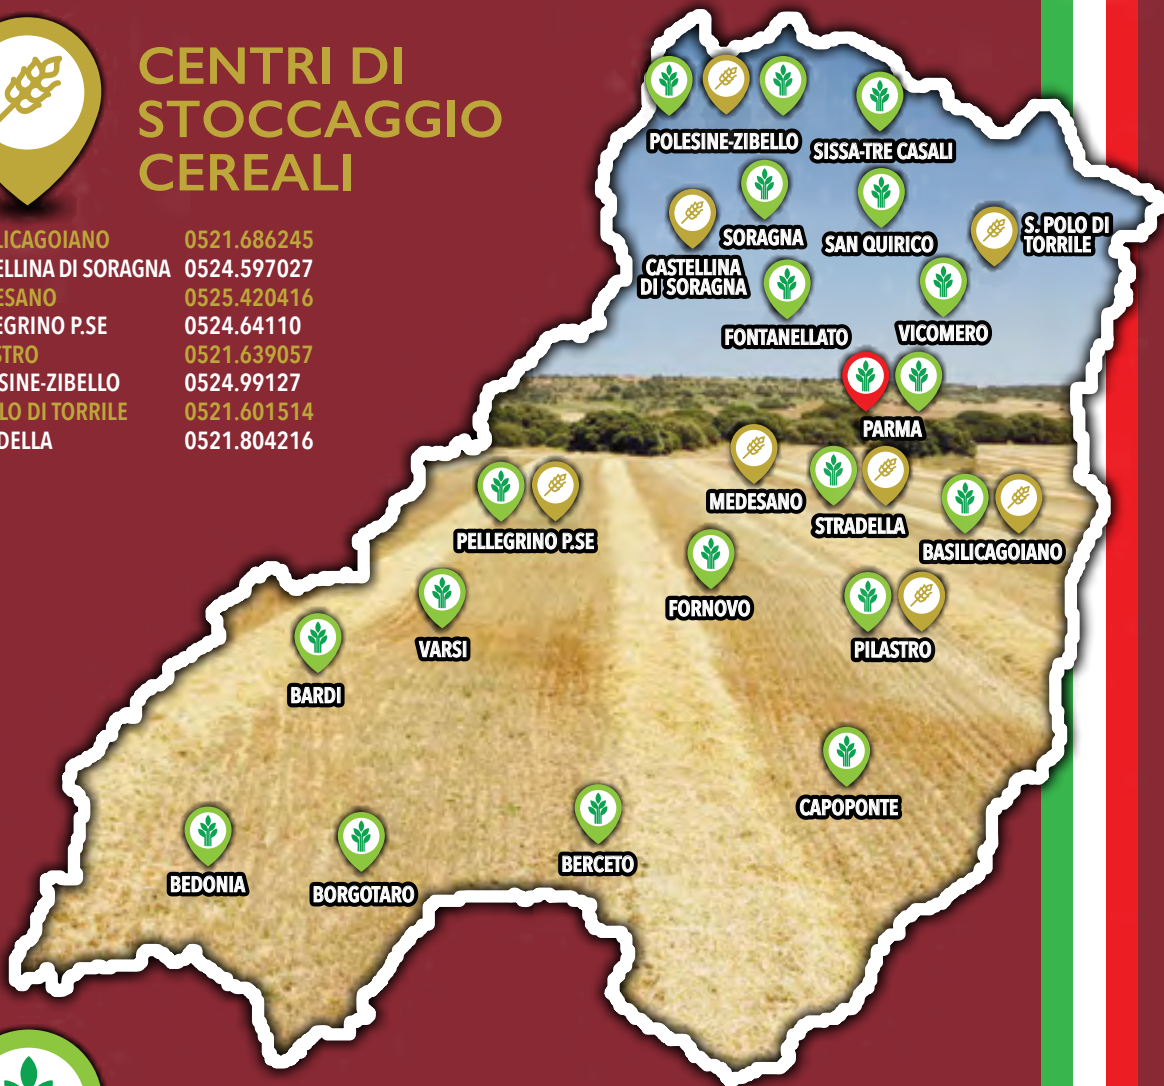 CENTRI DI
STOCCAGGIO
CEREALI
LICAGOIANO 0521.686245
ELLINA DI SORAGNA 0524.597027
ESANO 0525.420416
EGRINO P.SE 0524.64110
STRO 0521.639057
SINE-ZIBELLO 0524.99127
LO DI TORRILE 0521.601514
DELLA 0521.804216
POLESINE-ZIBELLO
SISSA-TRE CASALI
SORAGNA
SAN QUIRICO
S. POLO DI
TORRILE
CASTELLINA
DI SORAGNA
FONTANELLATO
VICOMERO
PARMA
MEDESANO
STRADELLA
BASILICAGOIANO
PELLEGRINO P.SE
FORNOVO
PILASTRO
VARSI
BARDI
CAPOPONTE
BERCETO
BEDONIA
BORGOTARO